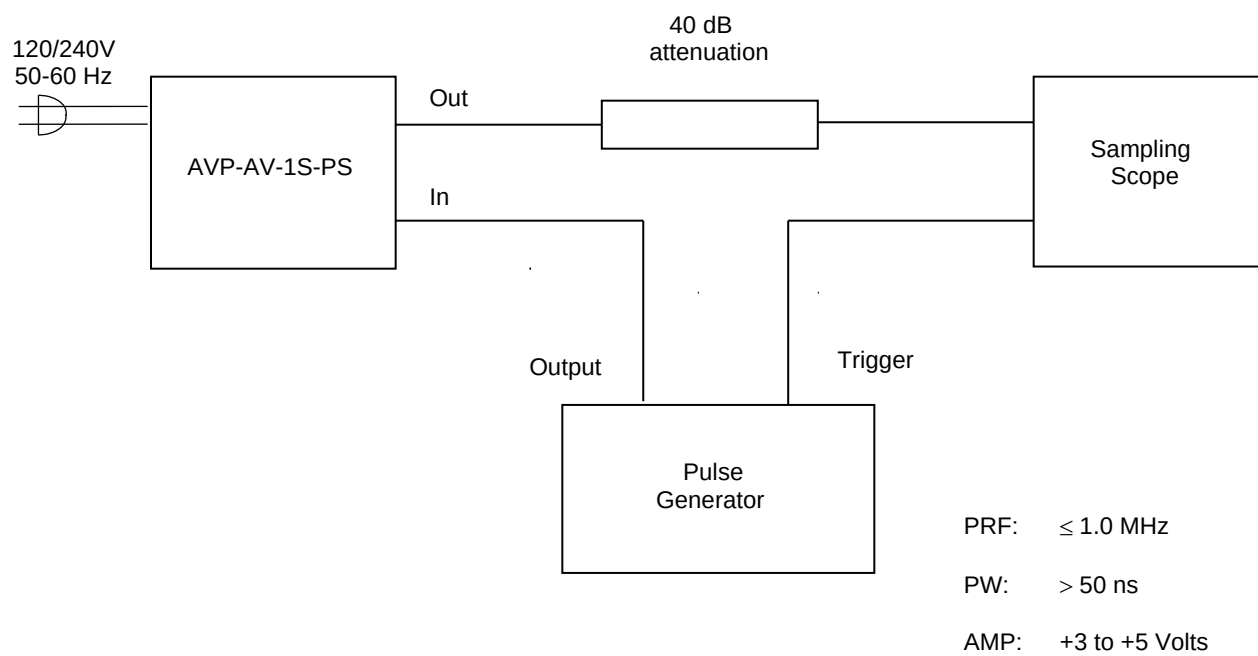 40 dB
attenuation
120/240V
50-60 Hz
Out
AVP-AV-1S-PS
In
Sampling
Scope
Output
Trigger
Pulse
Generator
PRF: ≤ 1.0 MHz
PW: > 50 ns
AMP: +3 to +5 Volts